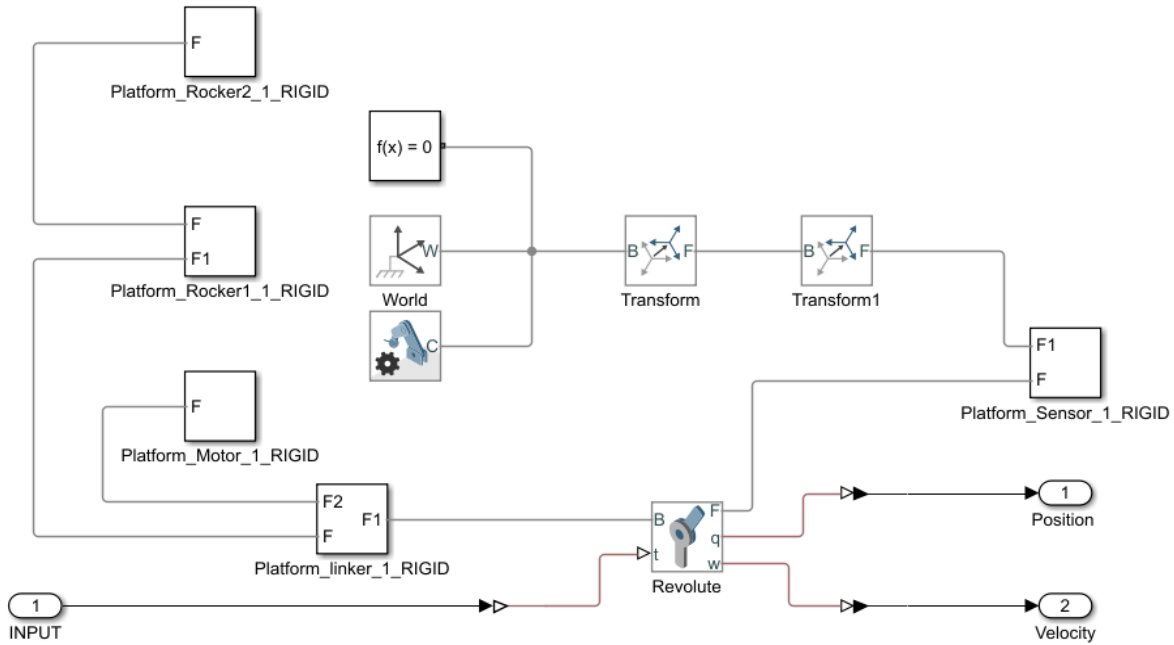 F
Platform_Rocker2_1_RIGID
f(x) = 0
F
F1
Platform_Rocker1_1_RIGID
W
World
B F
Transform
B F
Transform1
C
F1
F
Platform_Sensor_1_RIGID
F
Platform_Motor_1_RIGID
F2
F1
F
Platform_linker_1_RIGID
B
F
q
t
w
Revolute
1
Position
1
INPUT
2
Velocity